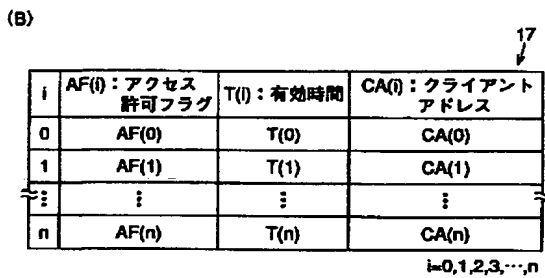 (B)
17
i AF(i):アクセス許可フラグ T(i):有効時間 CA(i):クライアントアドレス
0 AF(0) T(0) CA(0)
1 AF(1) T(1) CA(1)
⋮ ⋮ ⋮ ⋮
n AF(n) T(n) CA(n)
i=0,1,2,3,…,n